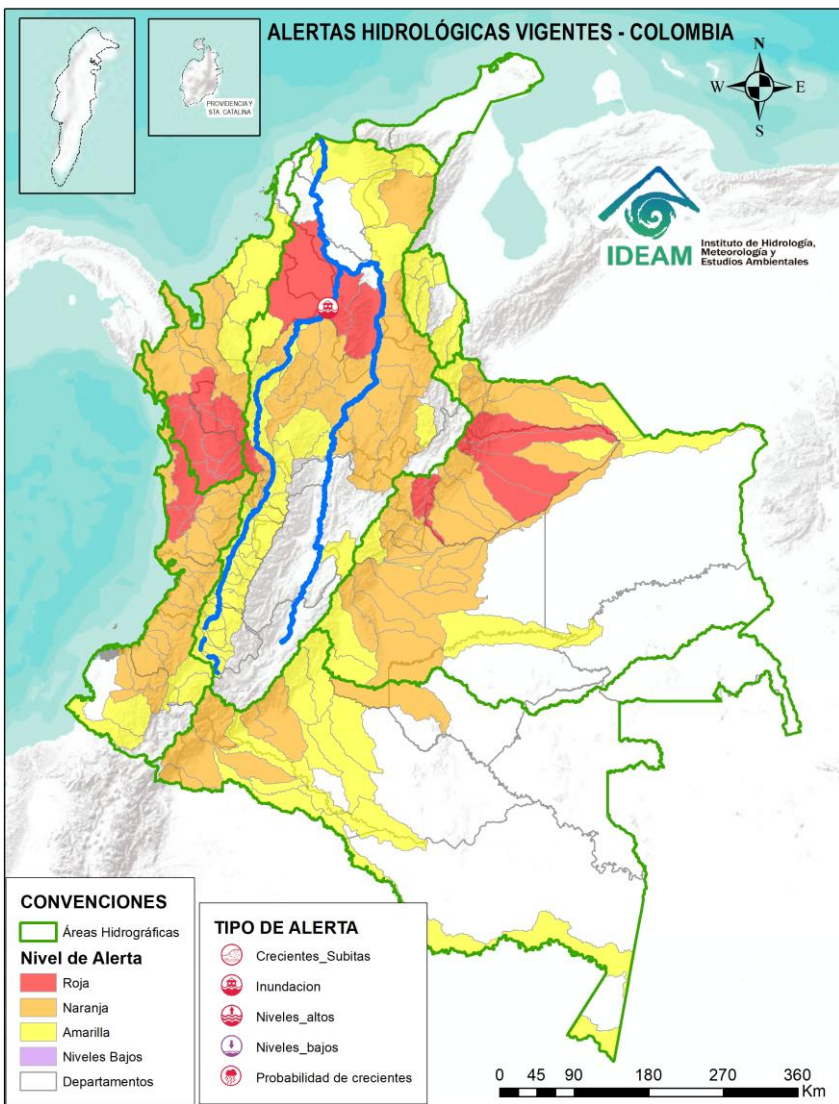 ALERTAS HIDROLÓGICAS VIGENTES - COLOMBIA
PROVIDENCIA Y
STA CATALINA
N
W
E
S
IDEAM
Instituto de Hidrología,
Meteorología y
Estudios Ambientales
CONVENCIONES
Áreas Hidrográficas
Nivel de Alerta
Roja
Naranja
Amarilla
Niveles Bajos
Departamentos
TIPO DE ALERTA
Crecientes_Subitas
Inundacion
Niveles_altos
Niveles_bajos
Probabilidad de crecientes
0 45 90 180 270 360
Km